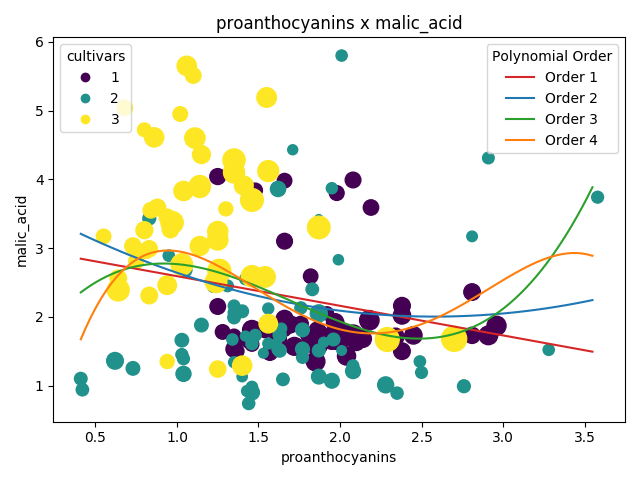 proanthocyanins x malic_acid
cultivars
1
2
3
Polynomial Order
Order 1
Order 2
Order 3
Order 4
6
5
4
3
2
1
malic_acid
0.5 1.0 1.5 2.0 2.5 3.0 3.5
proanthocyanins